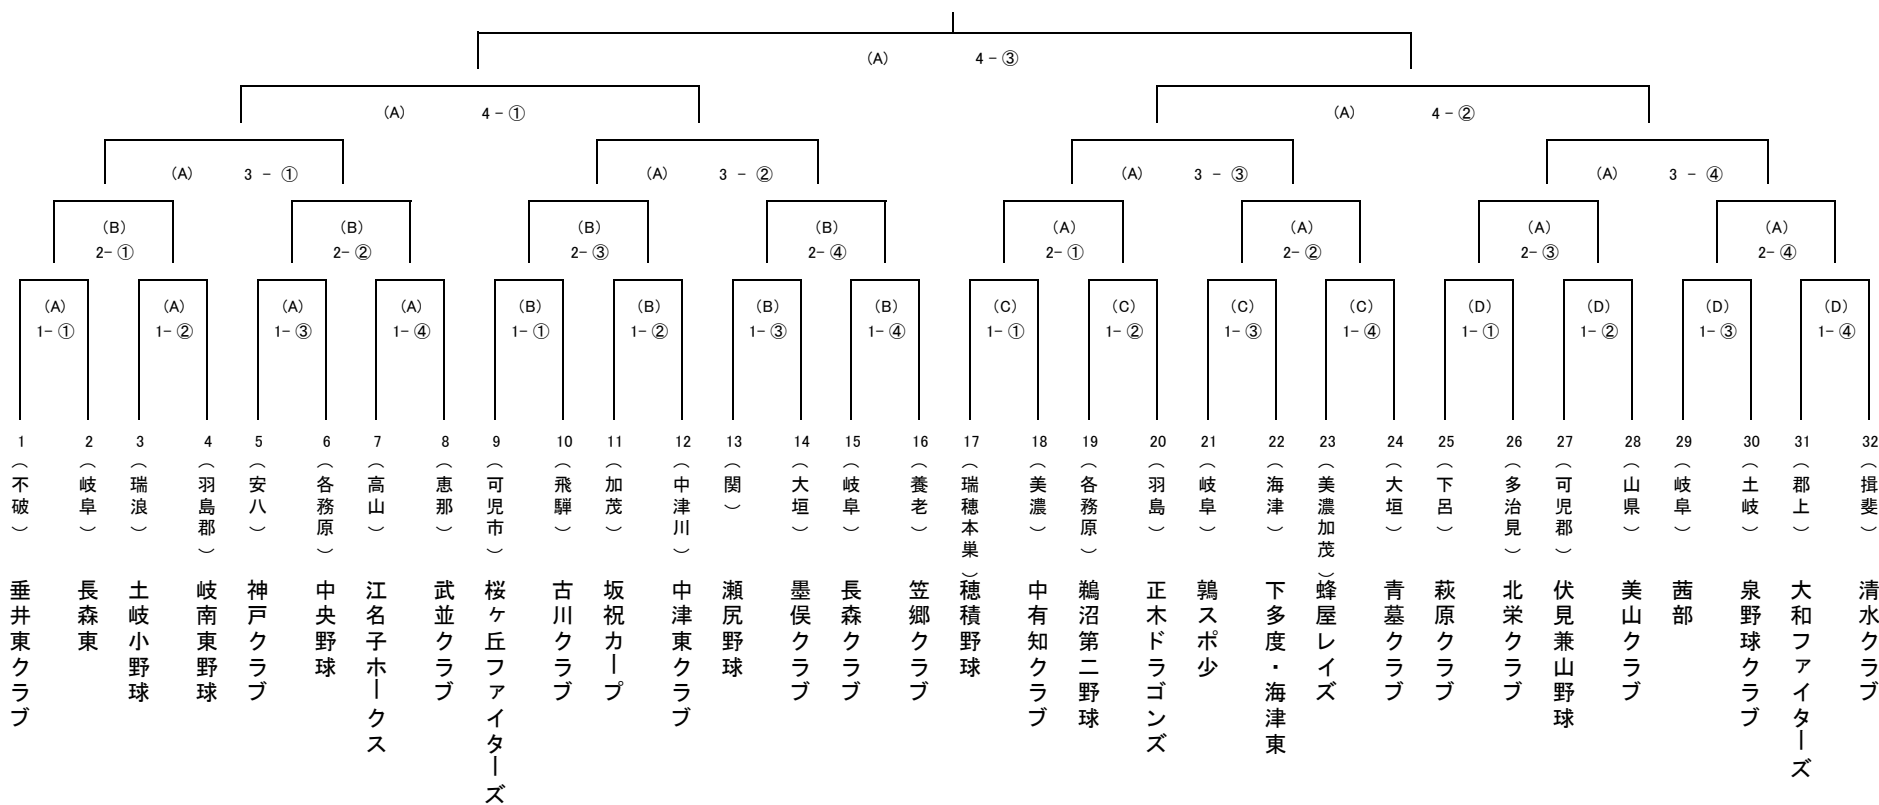 (A) 4-③
(A) 4-①
(A) 4-②
(A) 3-①
(A) 3-②
(A) 3-③
(A) 3-④
(B)
2-①
(B)
2-②
(B)
2-③
(B)
2-④
(A)
2-①
(A)
2-②
(A)
2-③
(A)
2-④
(A)
1-①
(A)
1-②
(A)
1-③
(A)
1-④
(B)
1-①
(B)
1-②
(B)
1-③
(B)
1-④
(C)
1-①
(C)
1-②
(C)
1-③
(C)
1-④
(D)
1-①
(D)
1-②
(D)
1-③
(D)
1-④
1
(不破)
垂井東クラブ
2
(岐阜)
長森東
3
(瑞浪)
土岐小野球
4
(羽島郡)
岐南東野球
5
(安八)
神戸クラブ
6
(各務原)
中央野球
7
(高山)
江名子ホークス
8
(恵那)
武並クラブ
9
(可児市)
桜ヶ丘ファイターズ
10
(飛騨)
古川クラブ
11
(加茂)
坂祝カープ
12
(中津川)
中津東クラブ
13
(関)
瀬尻野球
14
(大垣)
墨俣クラブ
15
(岐阜)
長森クラブ
16
(養老)
笠郷クラブ
17
(瑞穂本巣)
穂積野球
18
(美濃)
中有知クラブ
19
(各務原)
鵜沼第二野球
20
(羽島)
正木ドラゴンズ
21
(岐阜)
鶉スポ少
22
(海津)
下多度・海津東
23
(美濃加茂)
蜂屋レイズ
24
(大垣)
青墓クラブ
25
(下呂)
萩原クラブ
26
(多治見)
北栄クラブ
27
(可児郡)
伏見兼山野球
28
(山県)
美山クラブ
29
(岐阜)
茜部
30
(土岐)
泉野球クラブ
31
(郡上)
大和ファイターズ
32
(揖斐)
清水クラブ